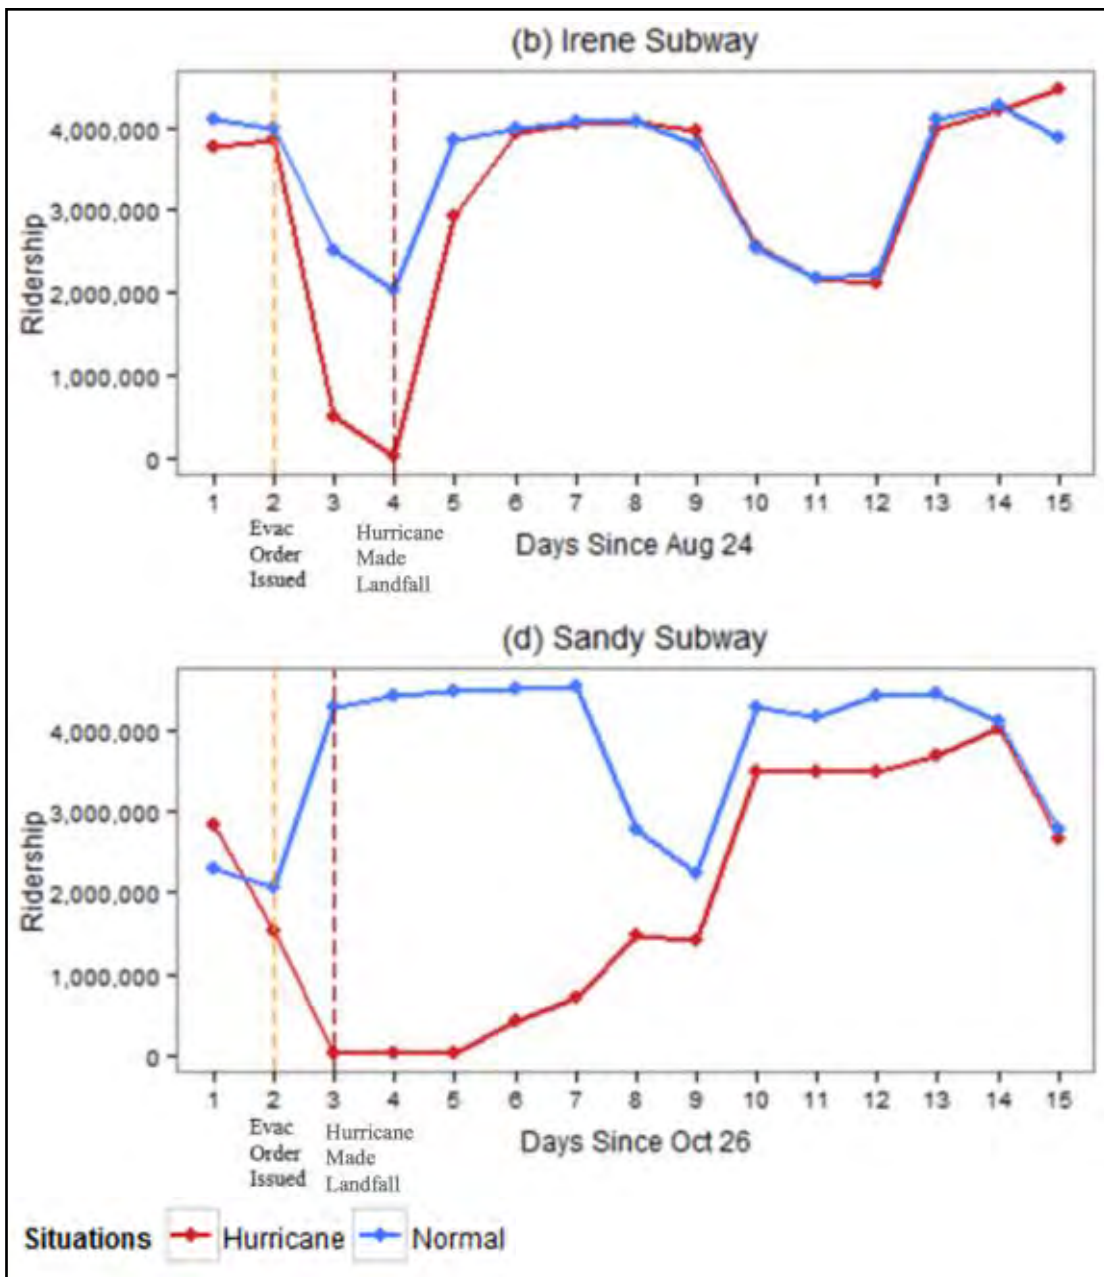 (b) Irene Subway
Ridership
4,000,000
3,000,000
2,000,000
1,000,000
0
1 2 3 4 5 6 7 8 9 10 11 12 13 14 15
Evac
Order
Issued
Hurricane
Made
Landfall
Days Since Aug 24
(d) Sandy Subway
Ridership
4,000,000
3,000,000
2,000,000
1,000,000
0
1 2 3 4 5 6 7 8 9 10 11 12 13 14 15
Evac
Order
Issued
Hurricane
Made
Landfall
Days Since Oct 26
Situations Hurricane Normal